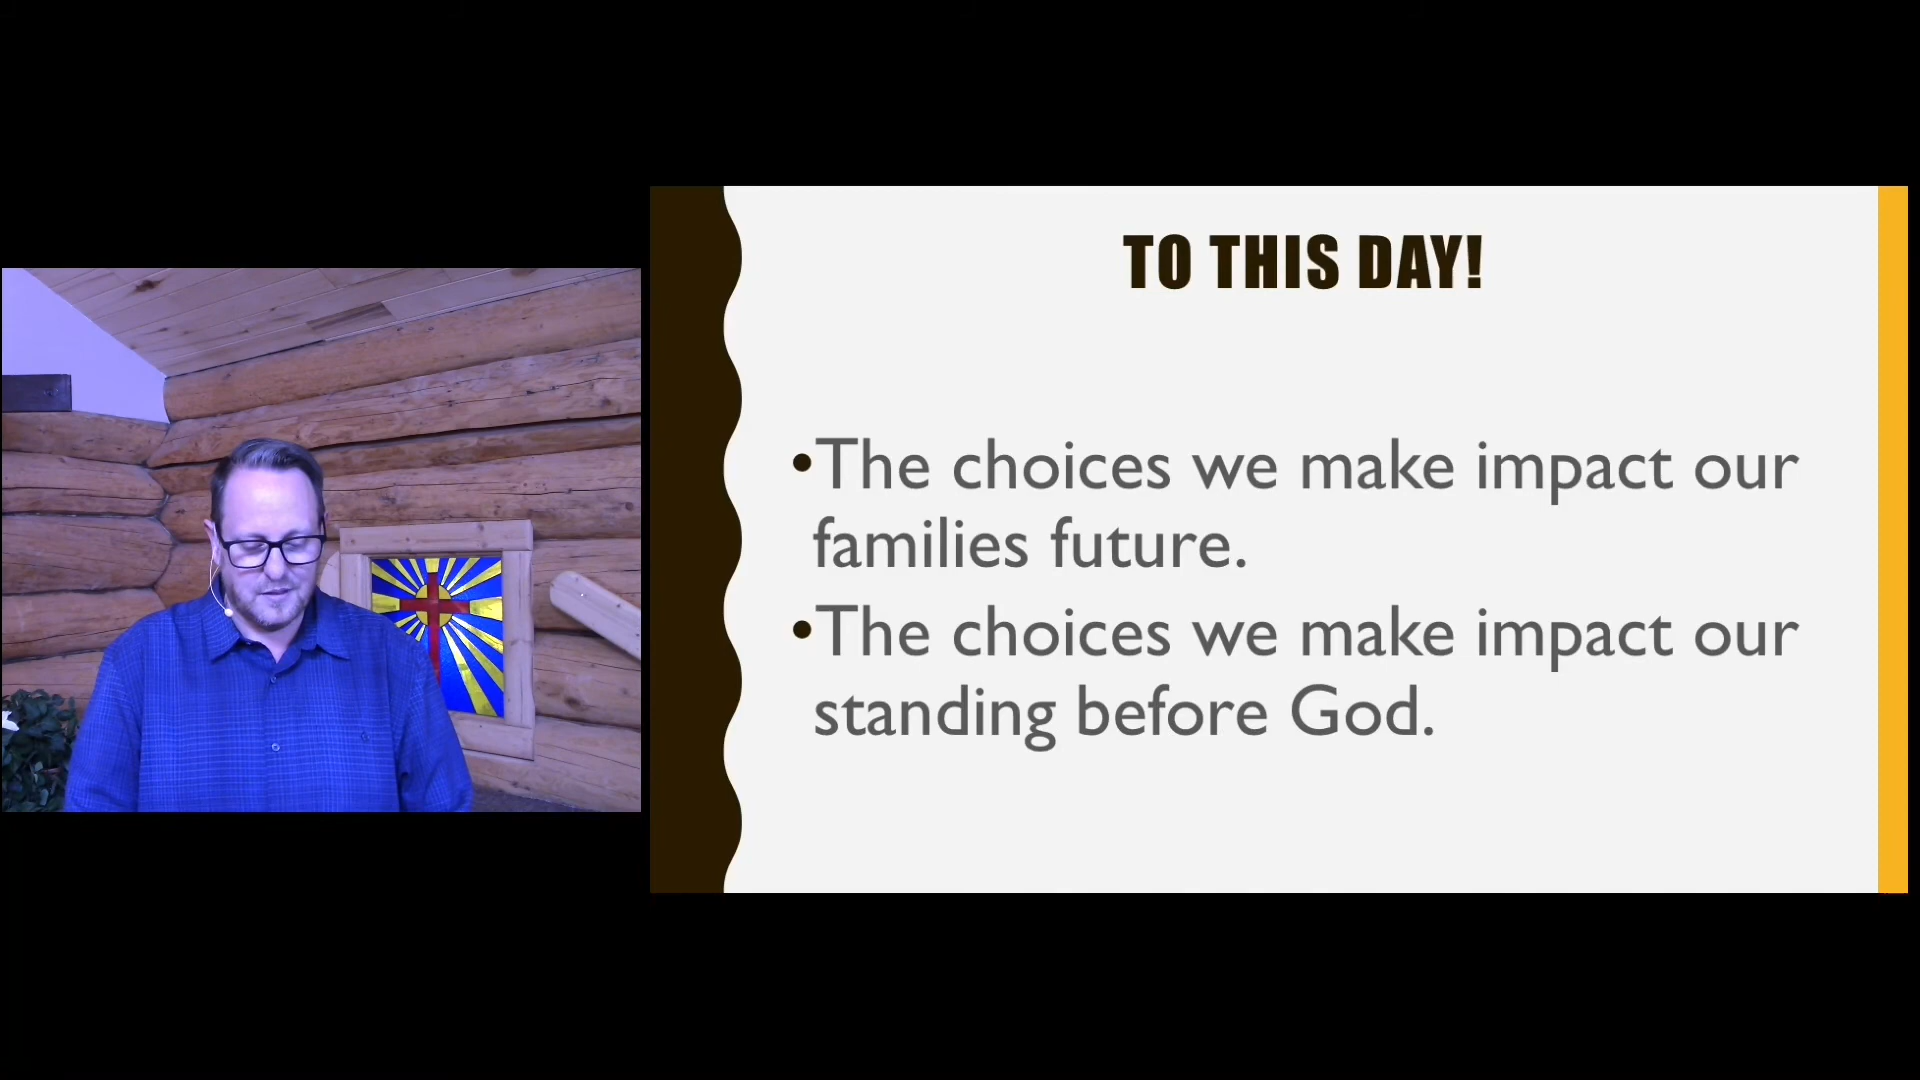 TO THIS DAY!
•The choices we make impact our
families future.
•The choices we make impact our
standing before God.